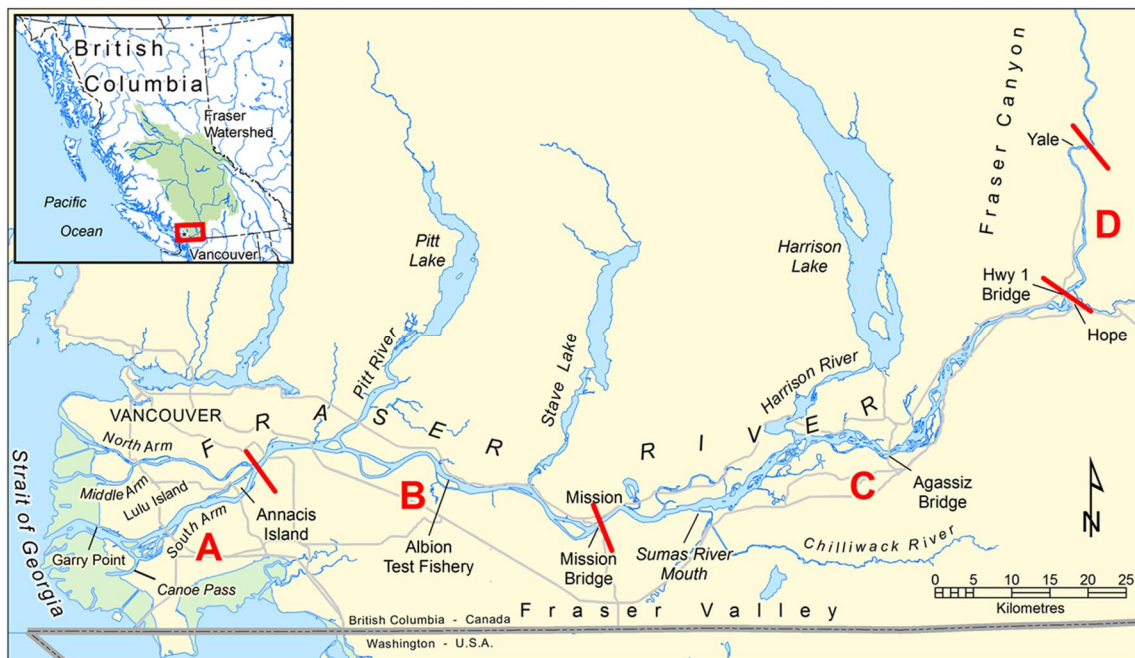 British
Columbia
Fraser
Watershed
Pacific
Ocean
Vancouver
Pitt
Lake
Harrison
Lake
Fraser Canyon
Yale
D
Hwy 1
Bridge
Hope
Pitt River
Stave Lake
Harrison River
VANCOUVER
FRASER RIVER
North Arm
Middle Arm
Lulu Island
South Arm
Strait of Georgia
Garry Point
Canoe Pass
A
Annacis
Island
B
Albion
Test Fishery
Mission
Mission
Bridge
Sumas River
Mouth
C
Agassiz
Bridge
Chilliwack River
Fraser Valley
N
0 5 10 15 20 25
Kilometres
British Columbia - Canada
Washington - U.S.A.